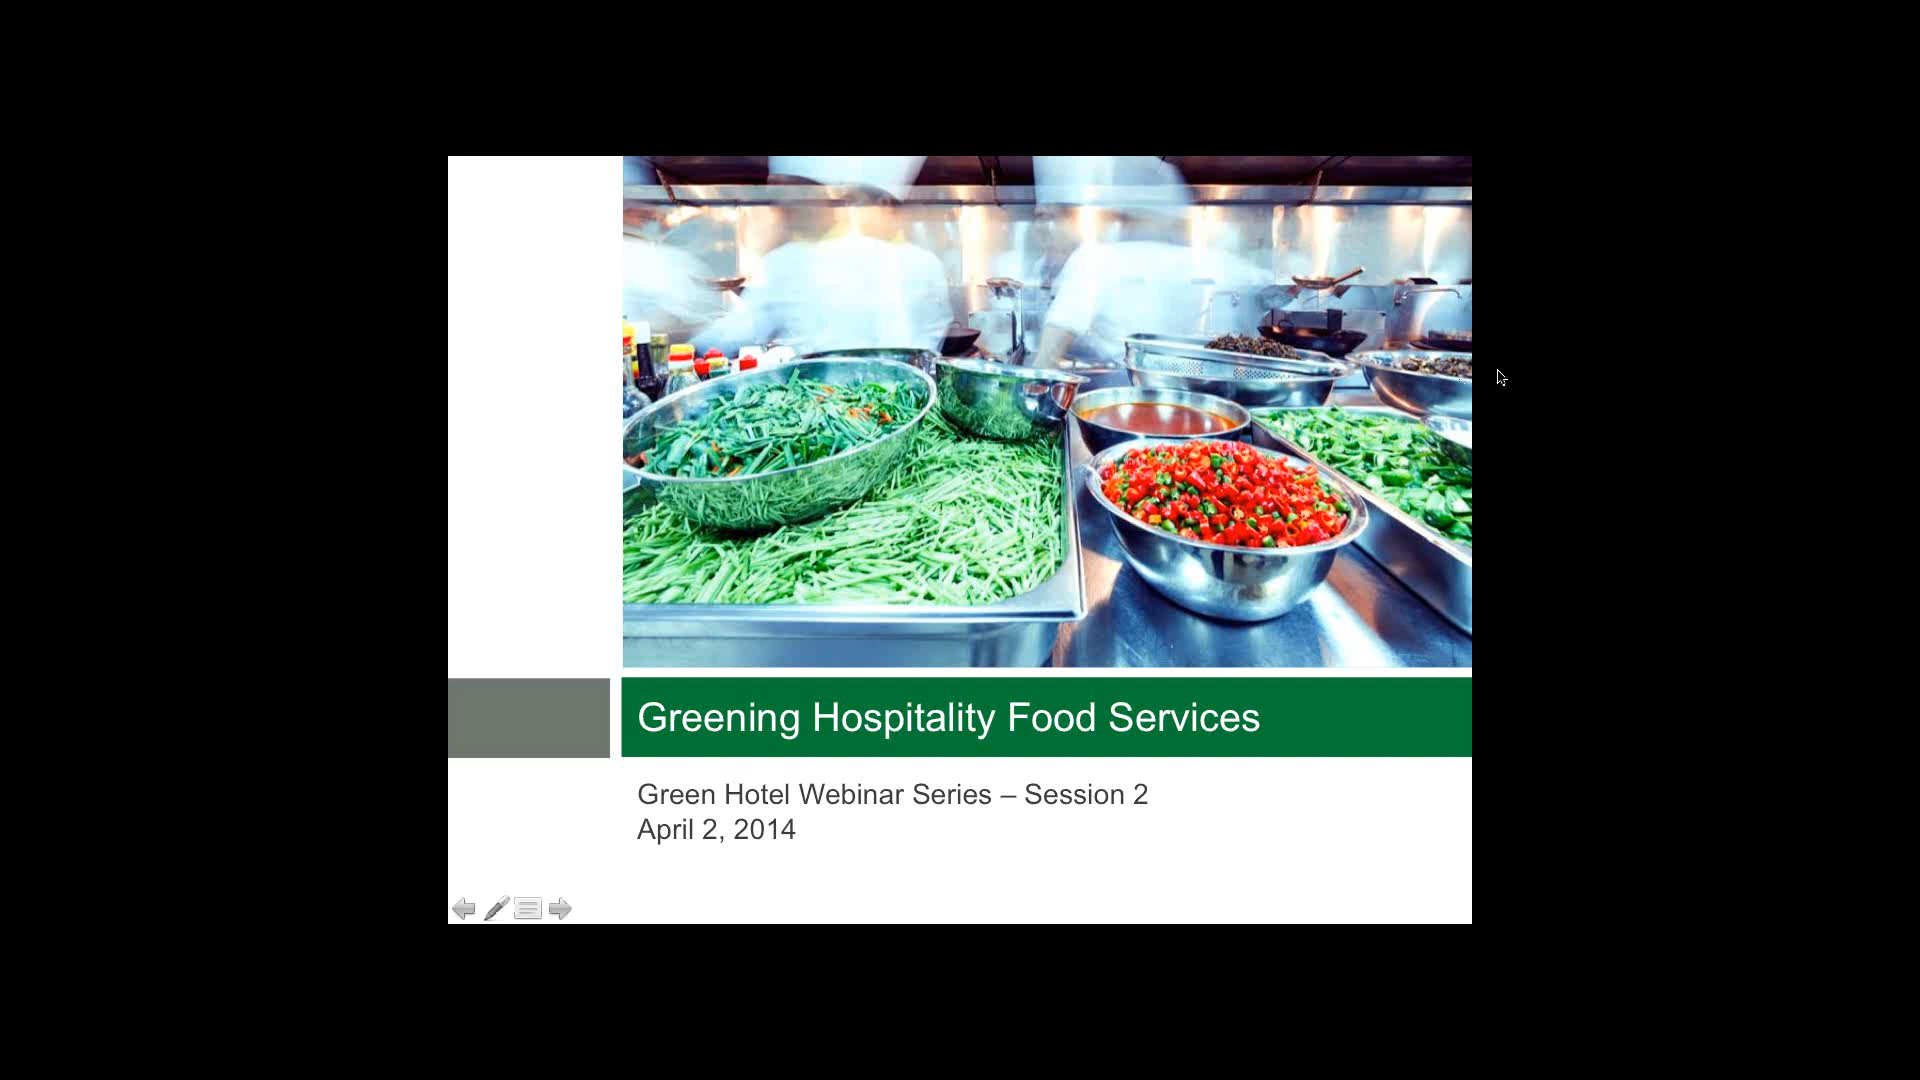 Greening Hospitality Food Services
Green Hotel Webinar Series – Session 2
April 2, 2014